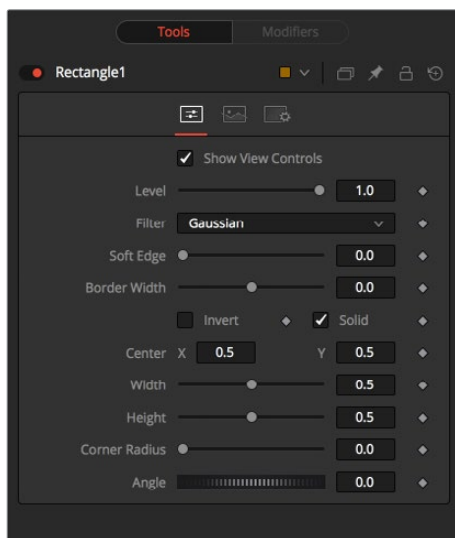 Tools Modifiers
Rectangle1
Show View Controls
Level 1.0
Filter Gaussian
Soft Edge 0.0
Border Width 0.0
Invert Solid
Center X 0.5 Y 0.5
Width 0.5
Height 0.5
Corner Radius 0.0
Angle 0.0